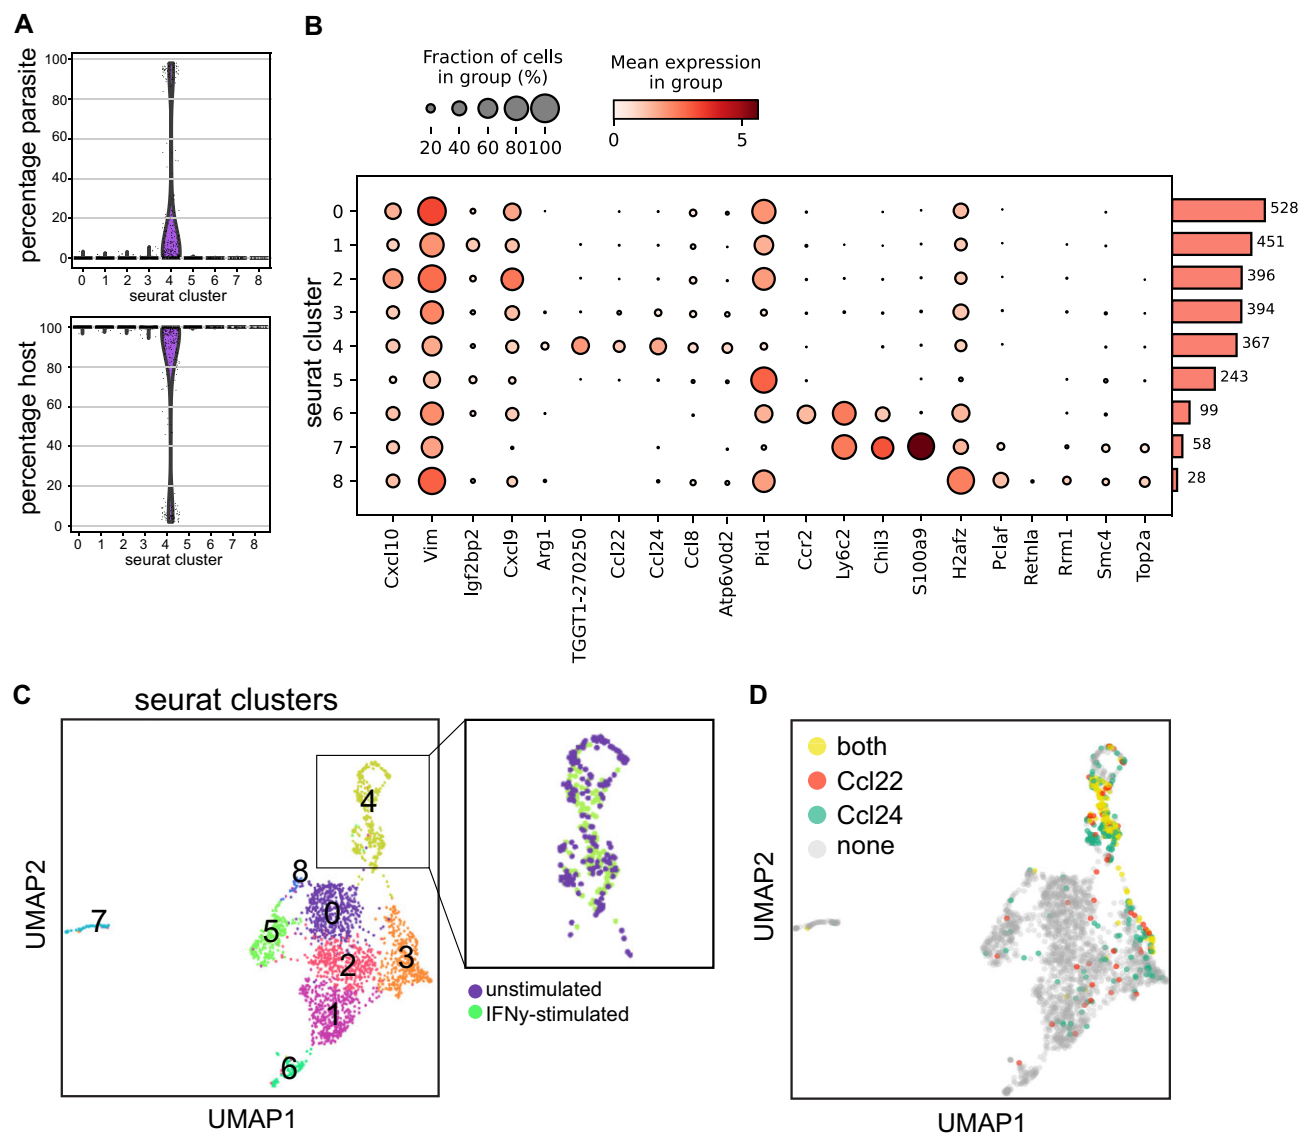 A
percentage parasite
100
80
60
40
20
0
0 1 2 3 4 5 6 7 8
seurat cluster
percentage host
100
80
60
40
20
0
0 1 2 3 4 5 6 7 8
seurat cluster
B
Fraction of cells
in group (%)
20 40 60 80 100
Mean expression
in group
0 5
seurat cluster
0 528
1 451
2 396
3 394
4 367
5 243
6 99
7 58
8 28
Cxcl10
Vim
Igf2bp2
Cxcl9
Arg1
TGGT1-270250
Ccl22
Ccl24
Ccl8
Atp6v0d2
Pid1
Ccr2
Ly6c2
Chil3
S100a9
H2afz
Pclaf
Retnla
Rrm1
Smc4
Top2a
C
seurat clusters
4
8
0
7
5
2
3
1
6
UMAP2
UMAP1
unstimulated
IFNy-stimulated
D
both
Ccl22
Ccl24
none
UMAP2
UMAP1